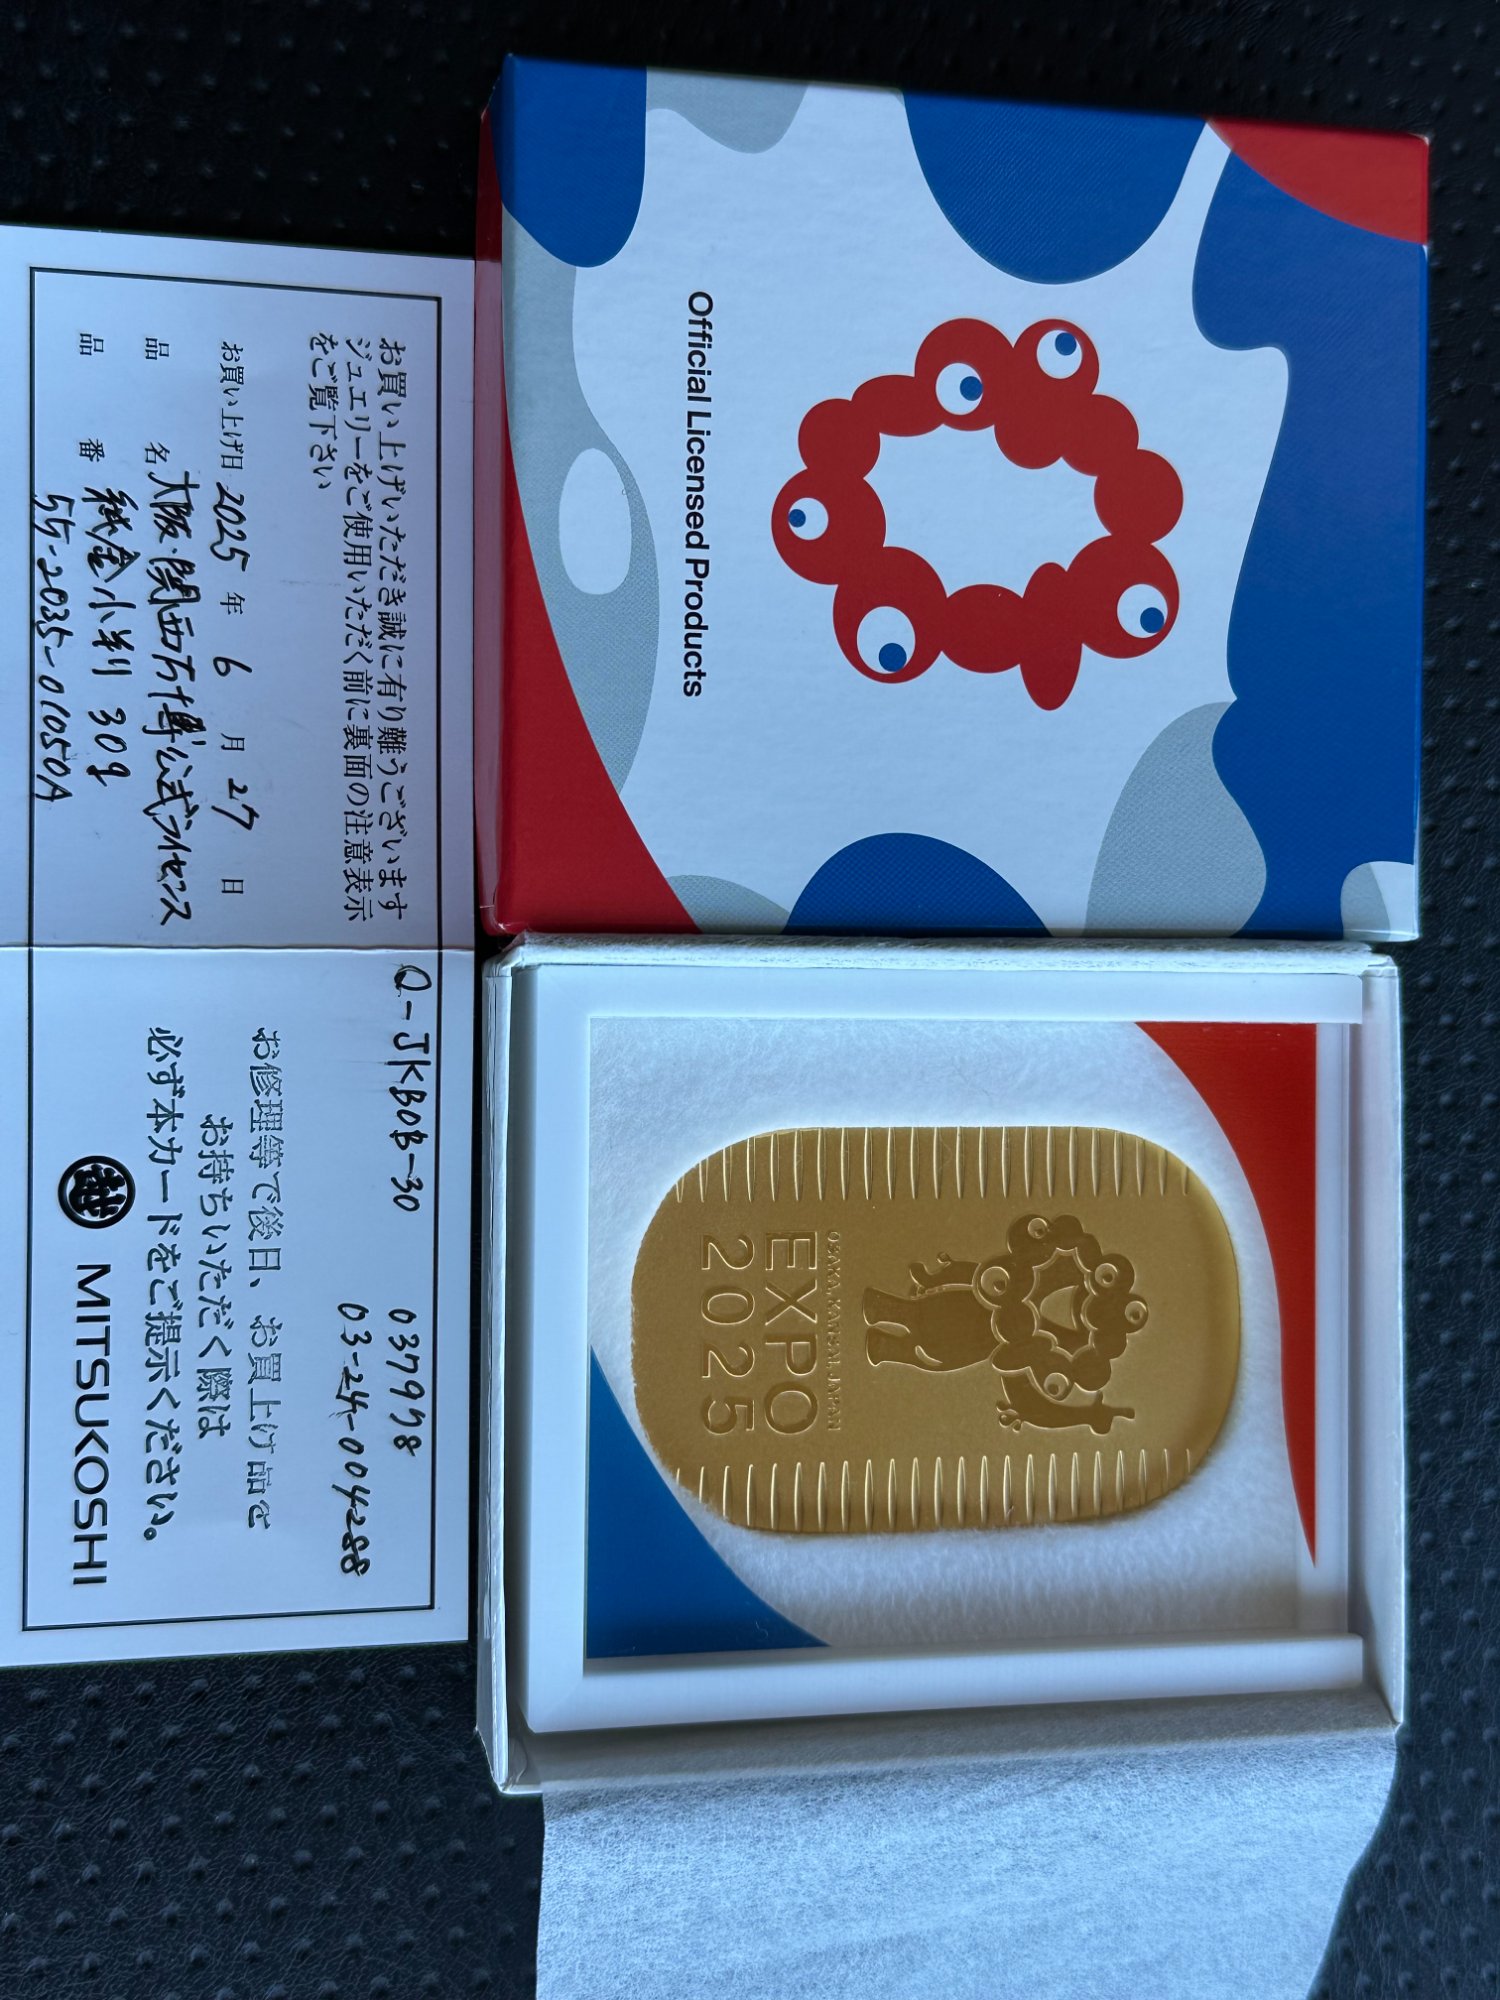 Official Licensed Products
お買い上げいただき誠に有り難うございます
ジュエリーをご使用いただく前に裏面の注意表示
をご覧下さい
お買い上げ日 2025 年 6 月 27 日
品 名 大阪・関西万博公式ライセンス
品 番 純金小判 30g
55-2035-01050A
Q-JKB0B-30
037998
03-24-004288
お修理等で後日、お買上げ品を
お持ちいただく際は
必ず本カードをご提示ください。
MITSUKOSHI
OSAKA, KANSAI, JAPAN
EXPO
2025